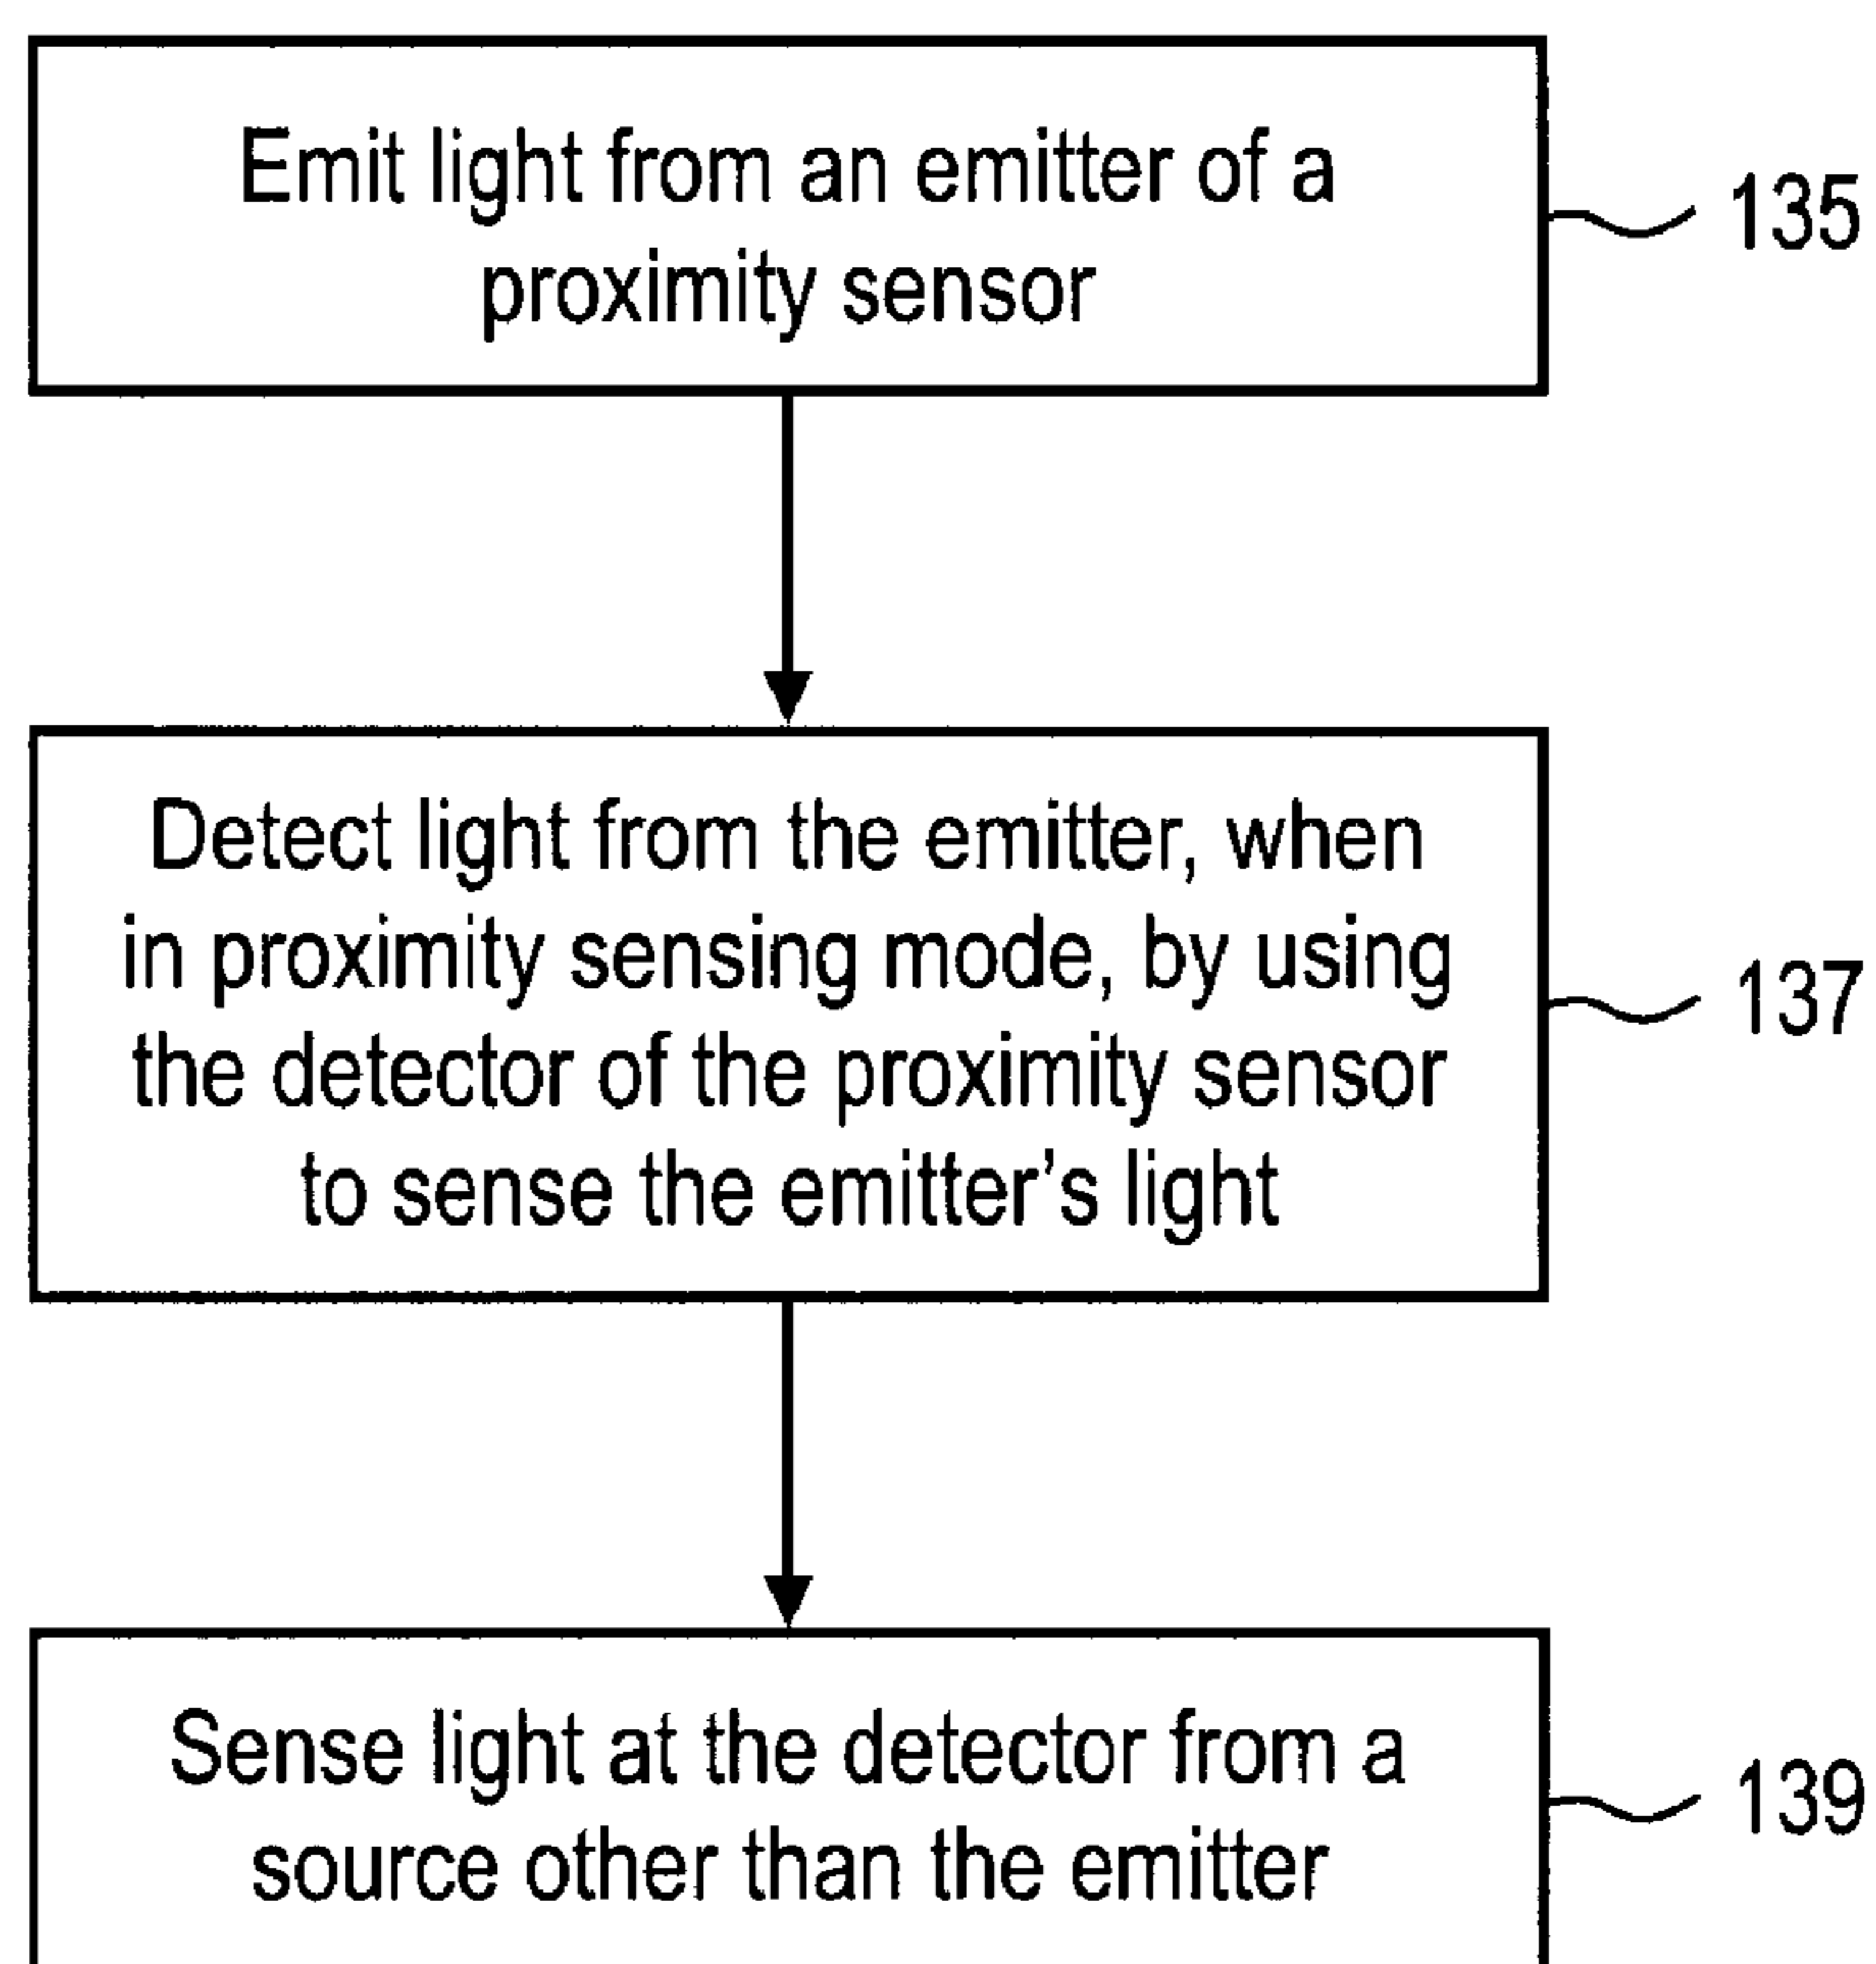 Emit light from an emitter of a
proximity sensor
135
Detect light from the emitter, when
in proximity sensing mode, by using
the detector of the proximity sensor
to sense the emitter's light
137
Sense light at the detector from a
source other than the emitter
139